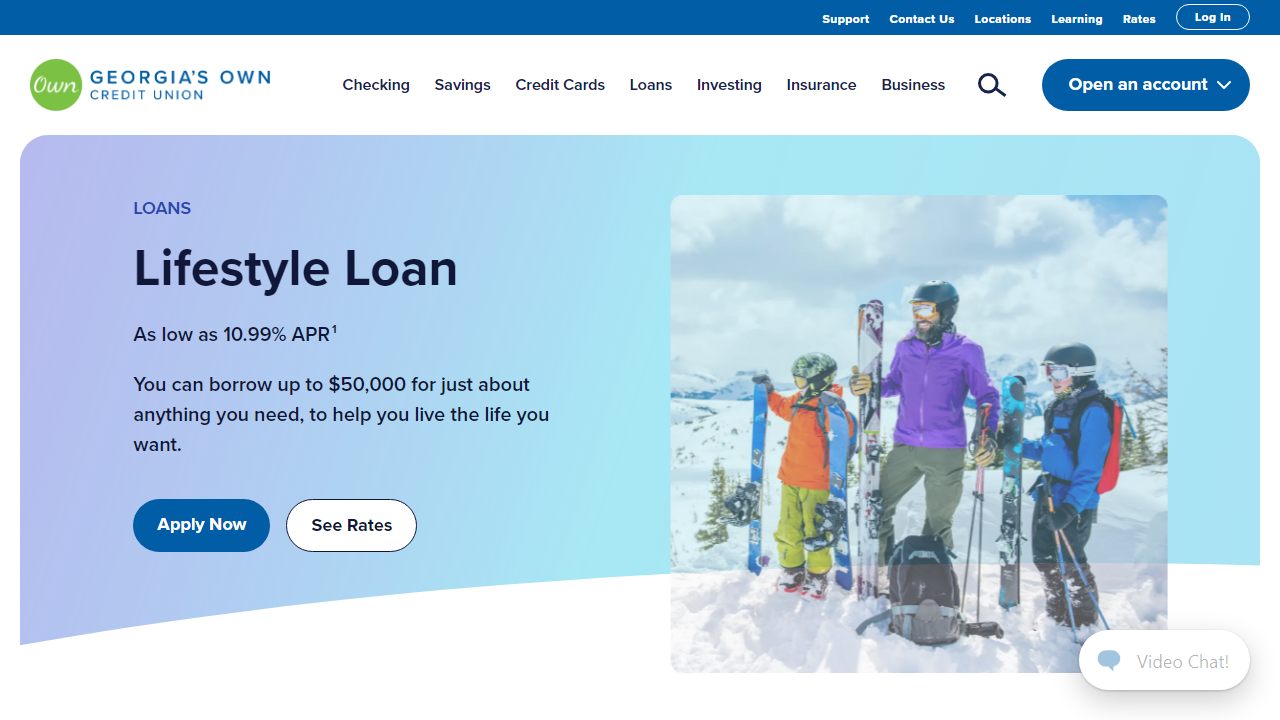 Support Contact Us Locations Learning Rates Log In
Own GEORGIA'S OWN
CREDIT UNION
Checking Savings Credit Cards Loans Investing Insurance Business Open an account
LOANS
Lifestyle Loan
As low as 10.99% APR¹
You can borrow up to $50,000 for just about
anything you need, to help you live the life you
want.
Apply Now See Rates
Video Chat!